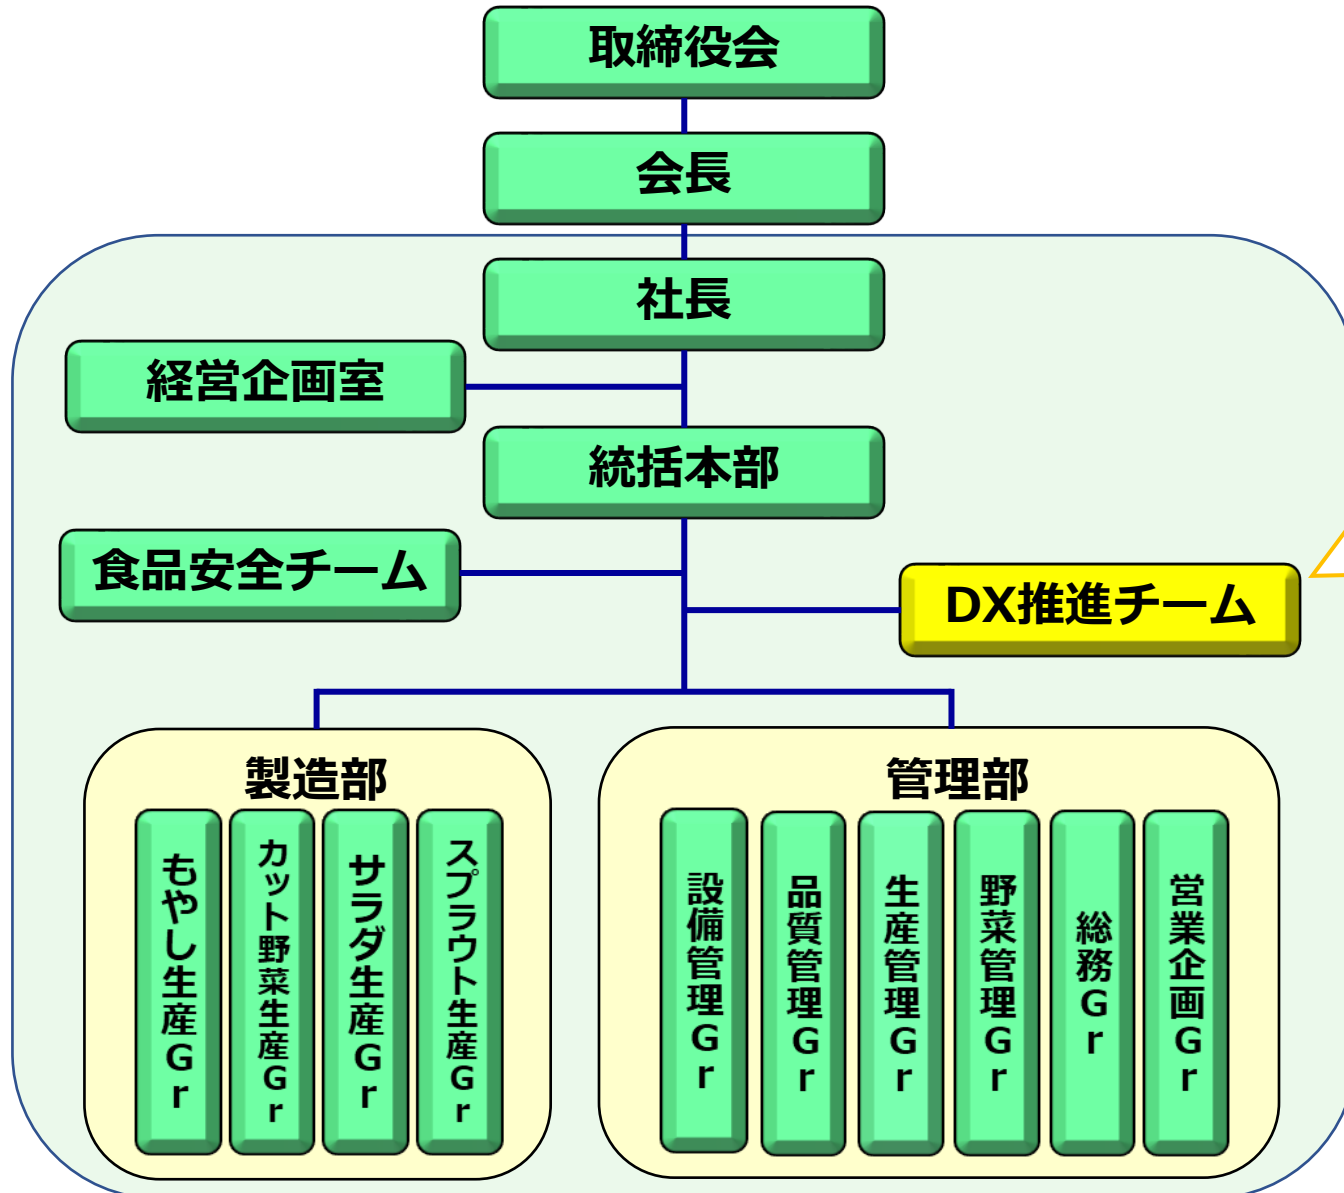 取締役会
会長
社長
経営企画室
統括本部
食品安全チーム
DX推進チーム
製造部
もやし生産Gr
カット野菜生産Gr
サラダ生産Gr
スプラウト生産Gr
管理部
設備管理Gr
品質管理Gr
生産管理Gr
野菜管理Gr
総務Gr
営業企画Gr